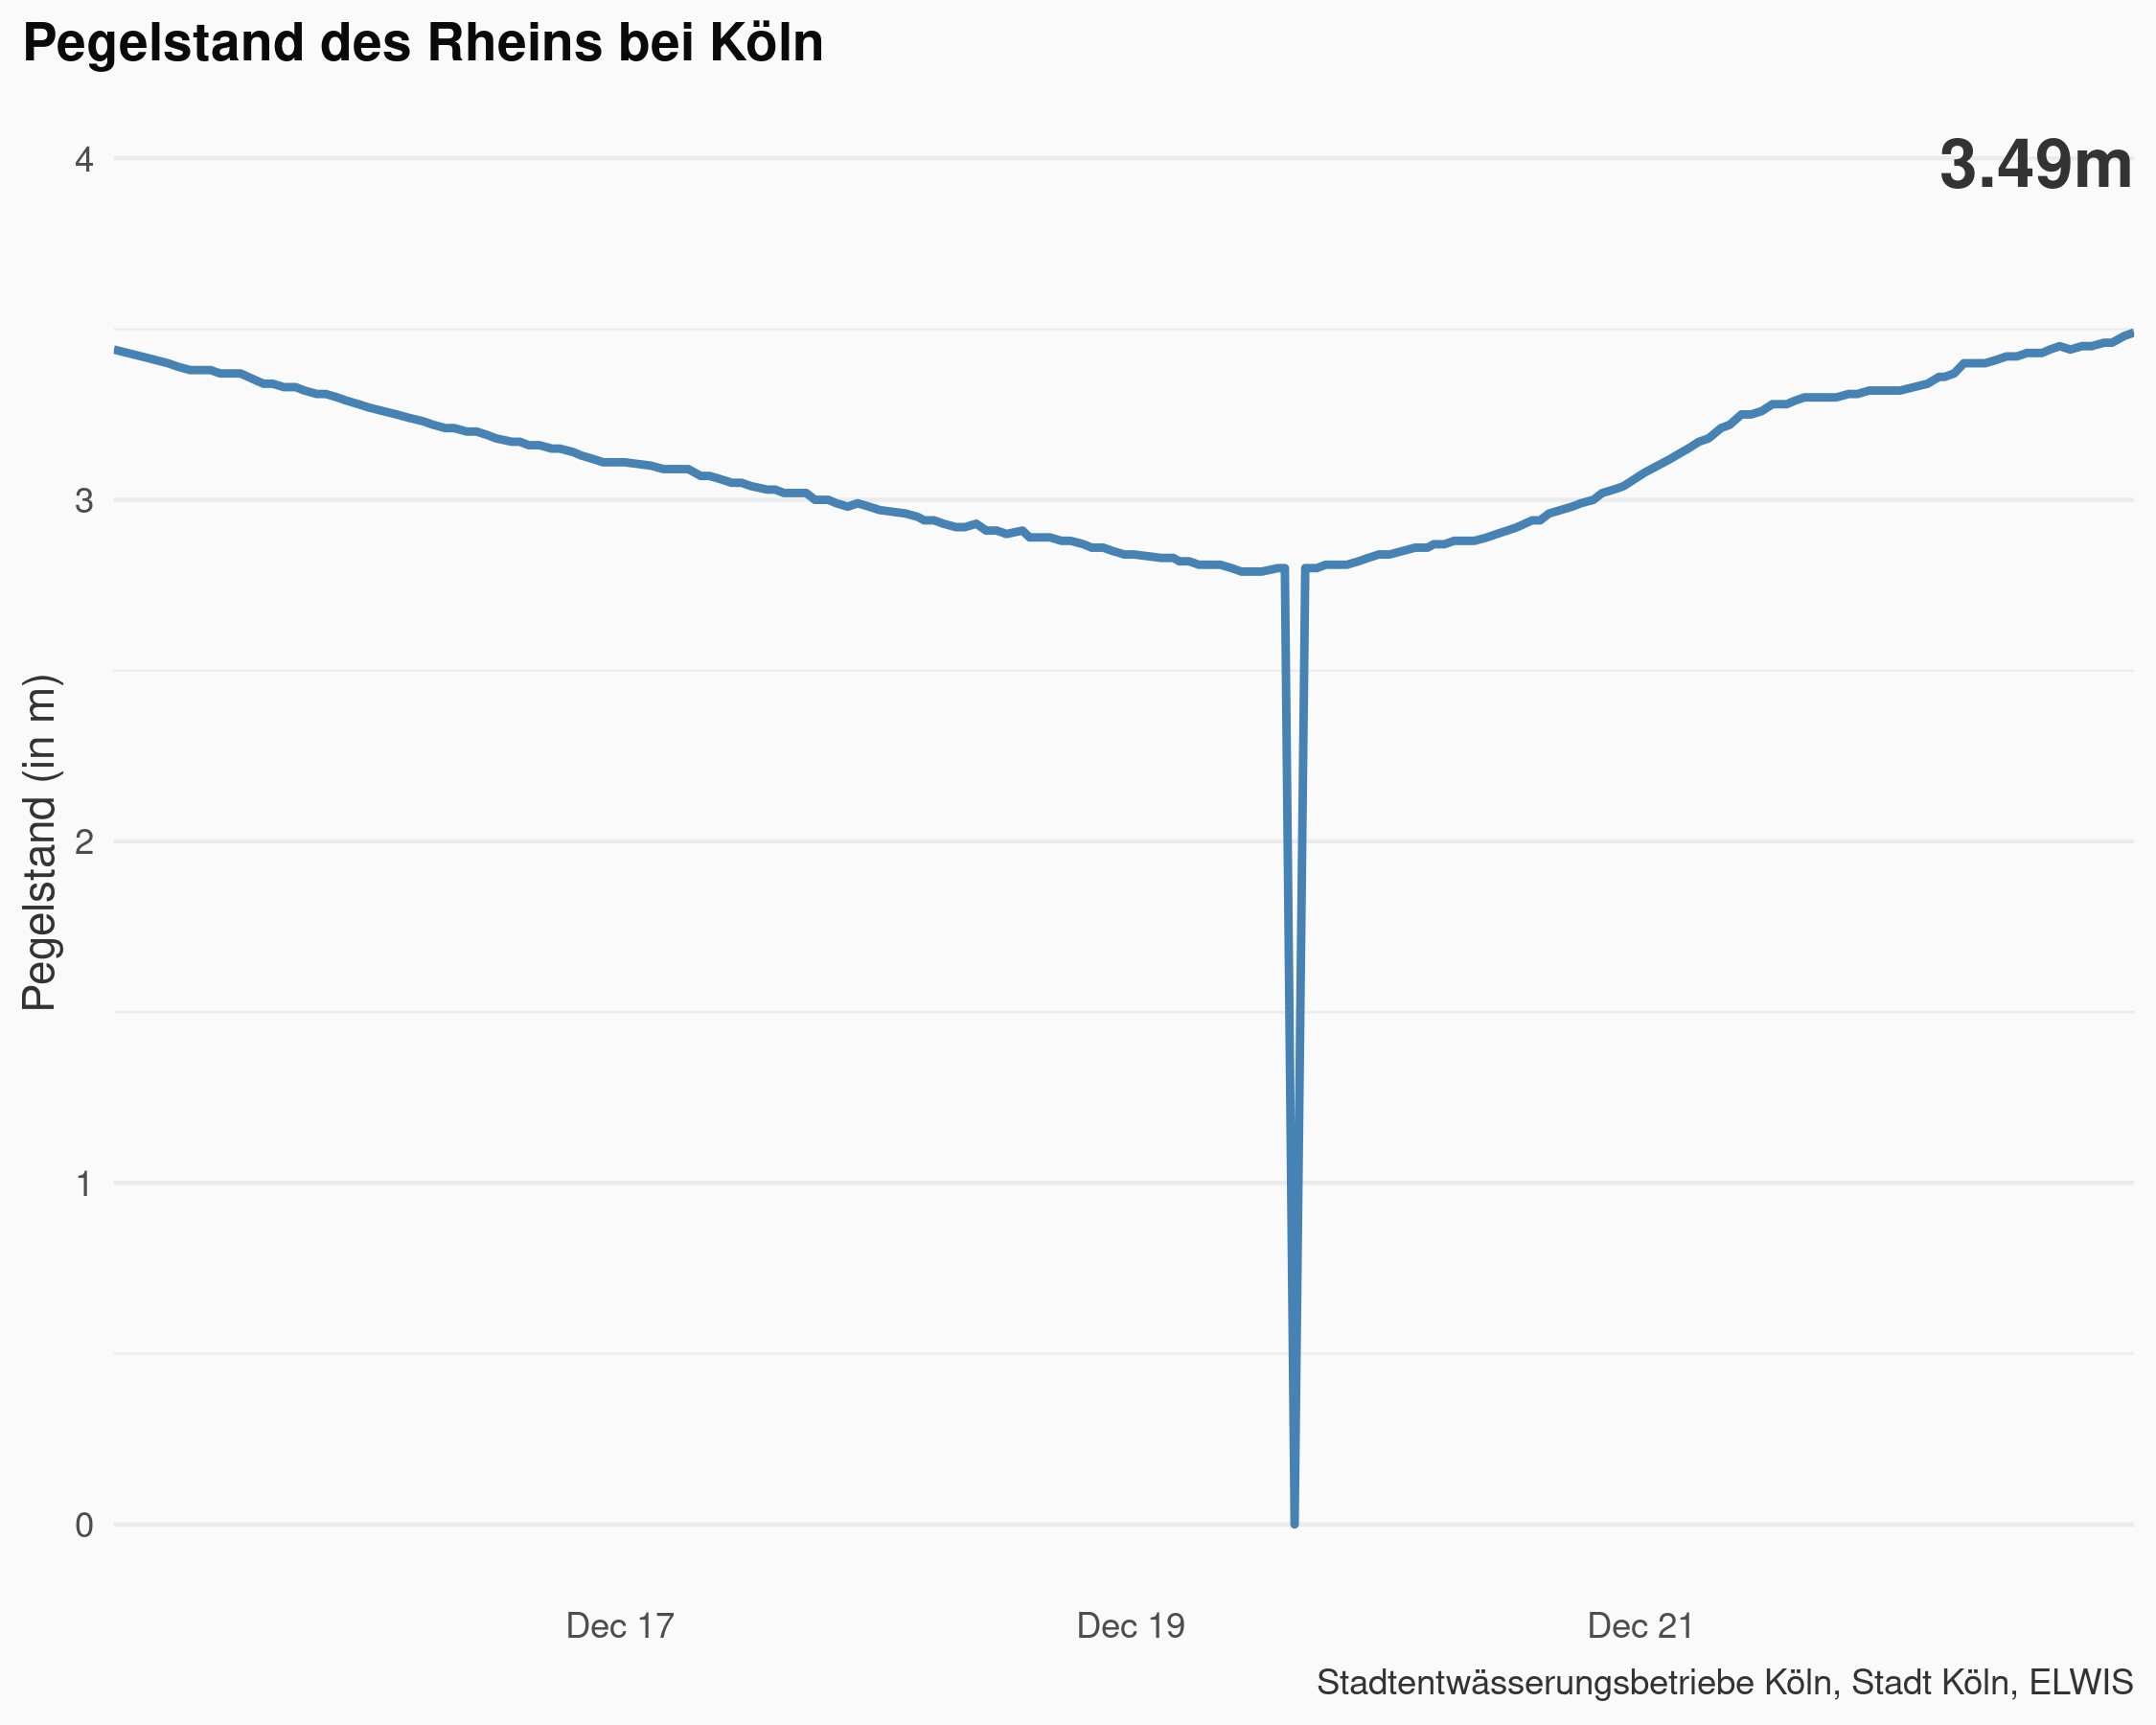 Pegelstand des Rheins bei Köln
3.49m
4
3
2
1
0
Pegelstand (in m)
Dec 17
Dec 19
Dec 21
Stadtentwässerungsbetriebe Köln, Stadt Köln, ELWIS